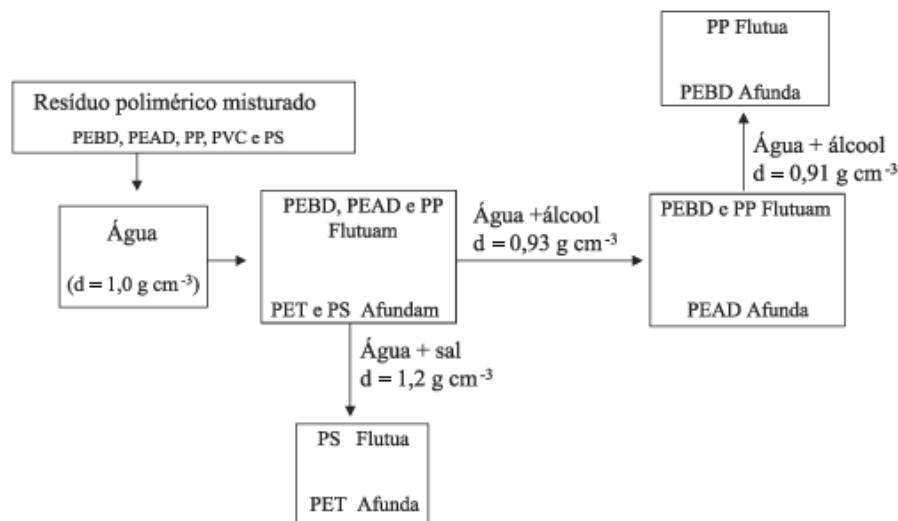 Resíduo polimérico misturado
PEBD, PEAD, PP, PVC e PS
Água
(d = 1,0 g cm⁻³)
PEBD, PEAD e PP
Flutuam
PET e PS Afundam
Água + sal
d = 1,2 g cm⁻³
PS Flutua
PET Afunda
Água +álcool
d = 0,93 g cm⁻³
PEBD e PP Flutuam
PEAD Afunda
Água + álcool
d = 0,91 g cm⁻³
PP Flutua
PEBD Afunda